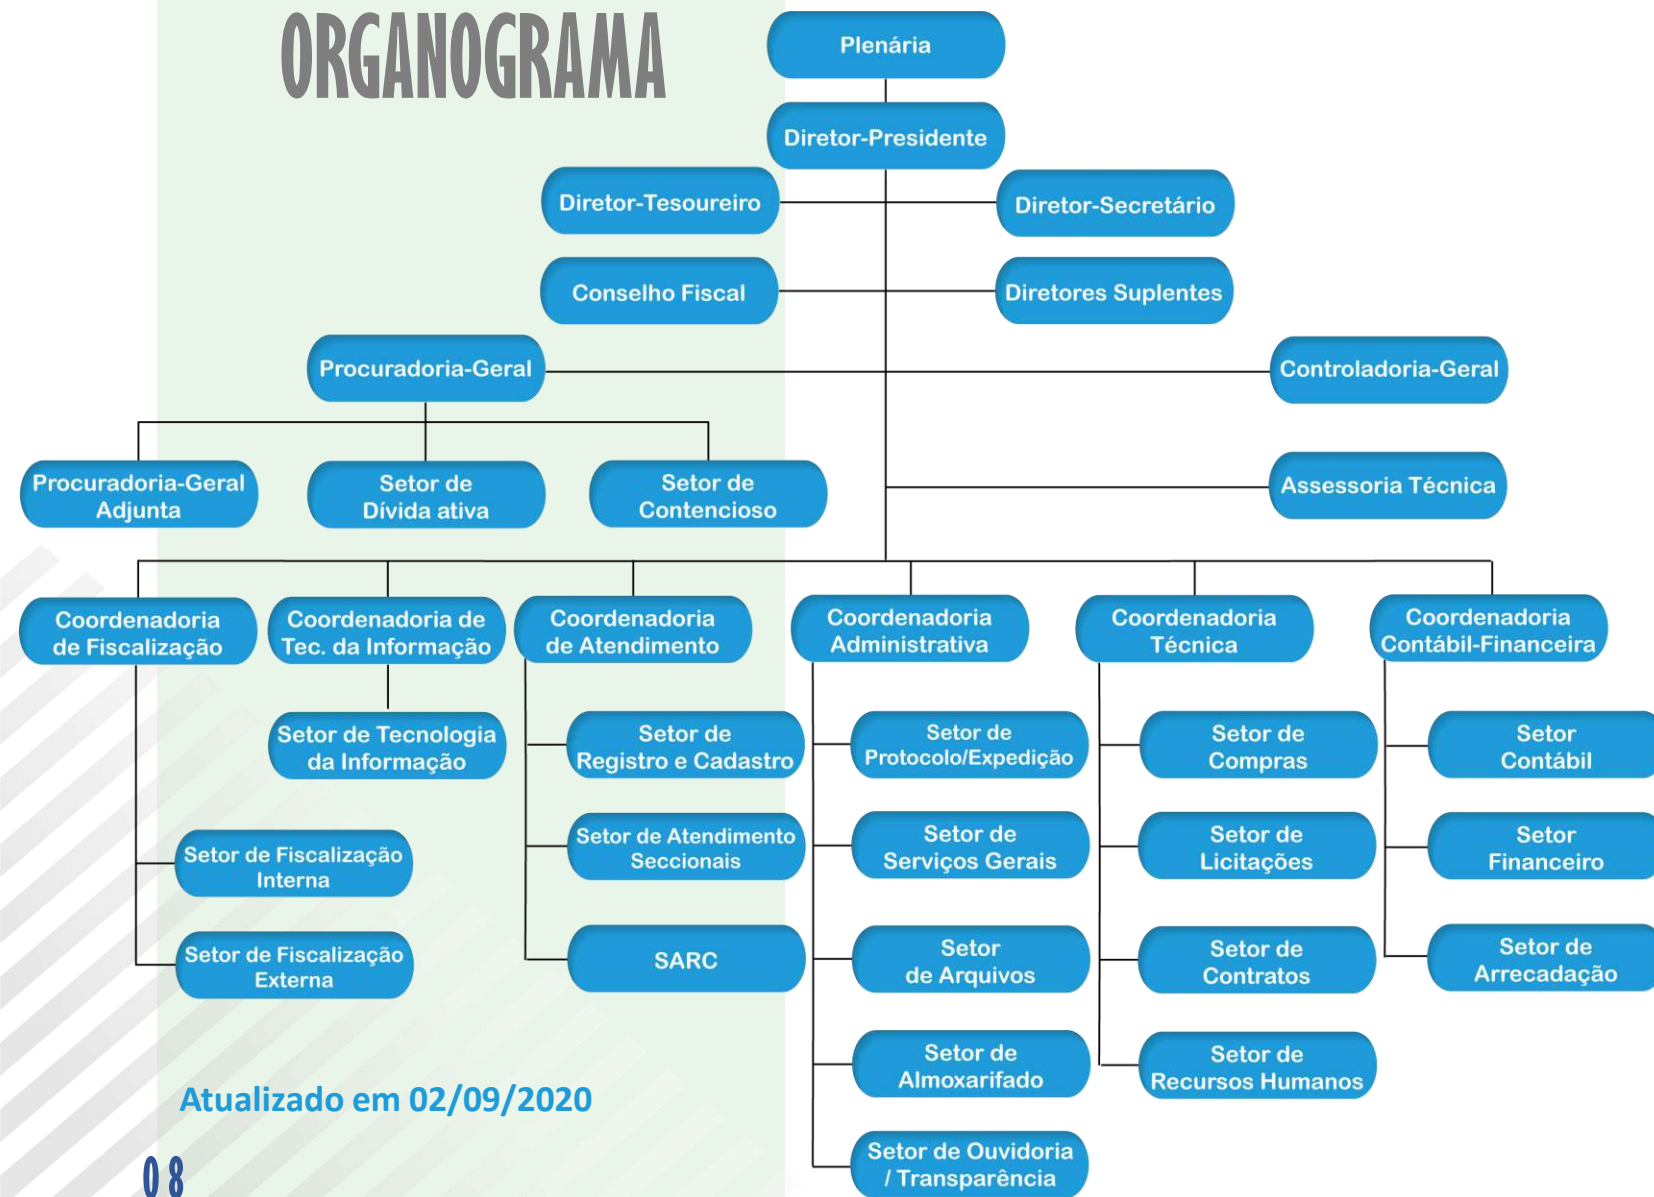 ORGANOGRAMA
Plenária
Diretor-Presidente
Diretor-Tesoureiro
Diretor-Secretário
Conselho Fiscal
Diretores Suplentes
Procuradoria-Geral
Controladoria-Geral
Procuradoria-Geral
Adjunta
Setor de
Dívida ativa
Setor de
Contencioso
Assessoria Técnica
Coordenadoria
de Fiscalização
Coordenadoria de
Tec. da Informação
Coordenadoria
de Atendimento
Coordenadoria
Administrativa
Coordenadoria
Técnica
Coordenadoria
Contábil-Financeira
Setor de Fiscalização
Interna
Setor de Fiscalização
Externa
Setor de Tecnologia
da Informação
Setor de
Registro e Cadastro
Setor de Atendimento
Seccionais
SARC
Setor de
Protocolo/Expedição
Setor de
Serviços Gerais
Setor
de Arquivos
Setor de
Almoxarifado
Setor de Ouvidoria
/ Transparência
Setor de
Compras
Setor de
Licitações
Setor de
Contratos
Setor de
Recursos Humanos
Setor
Contábil
Setor
Financeiro
Setor de
Arrecadação
Atualizado em 02/09/2020
08